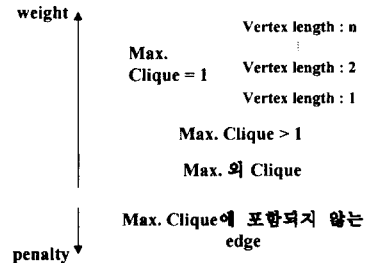 weight
Vertex length : n
Max.
Clique = 1
Vertex length : 2
Vertex length : 1
Max. Clique > 1
Max. 외 Clique
Max. Clique에 포함되지 않는
edge
penalty